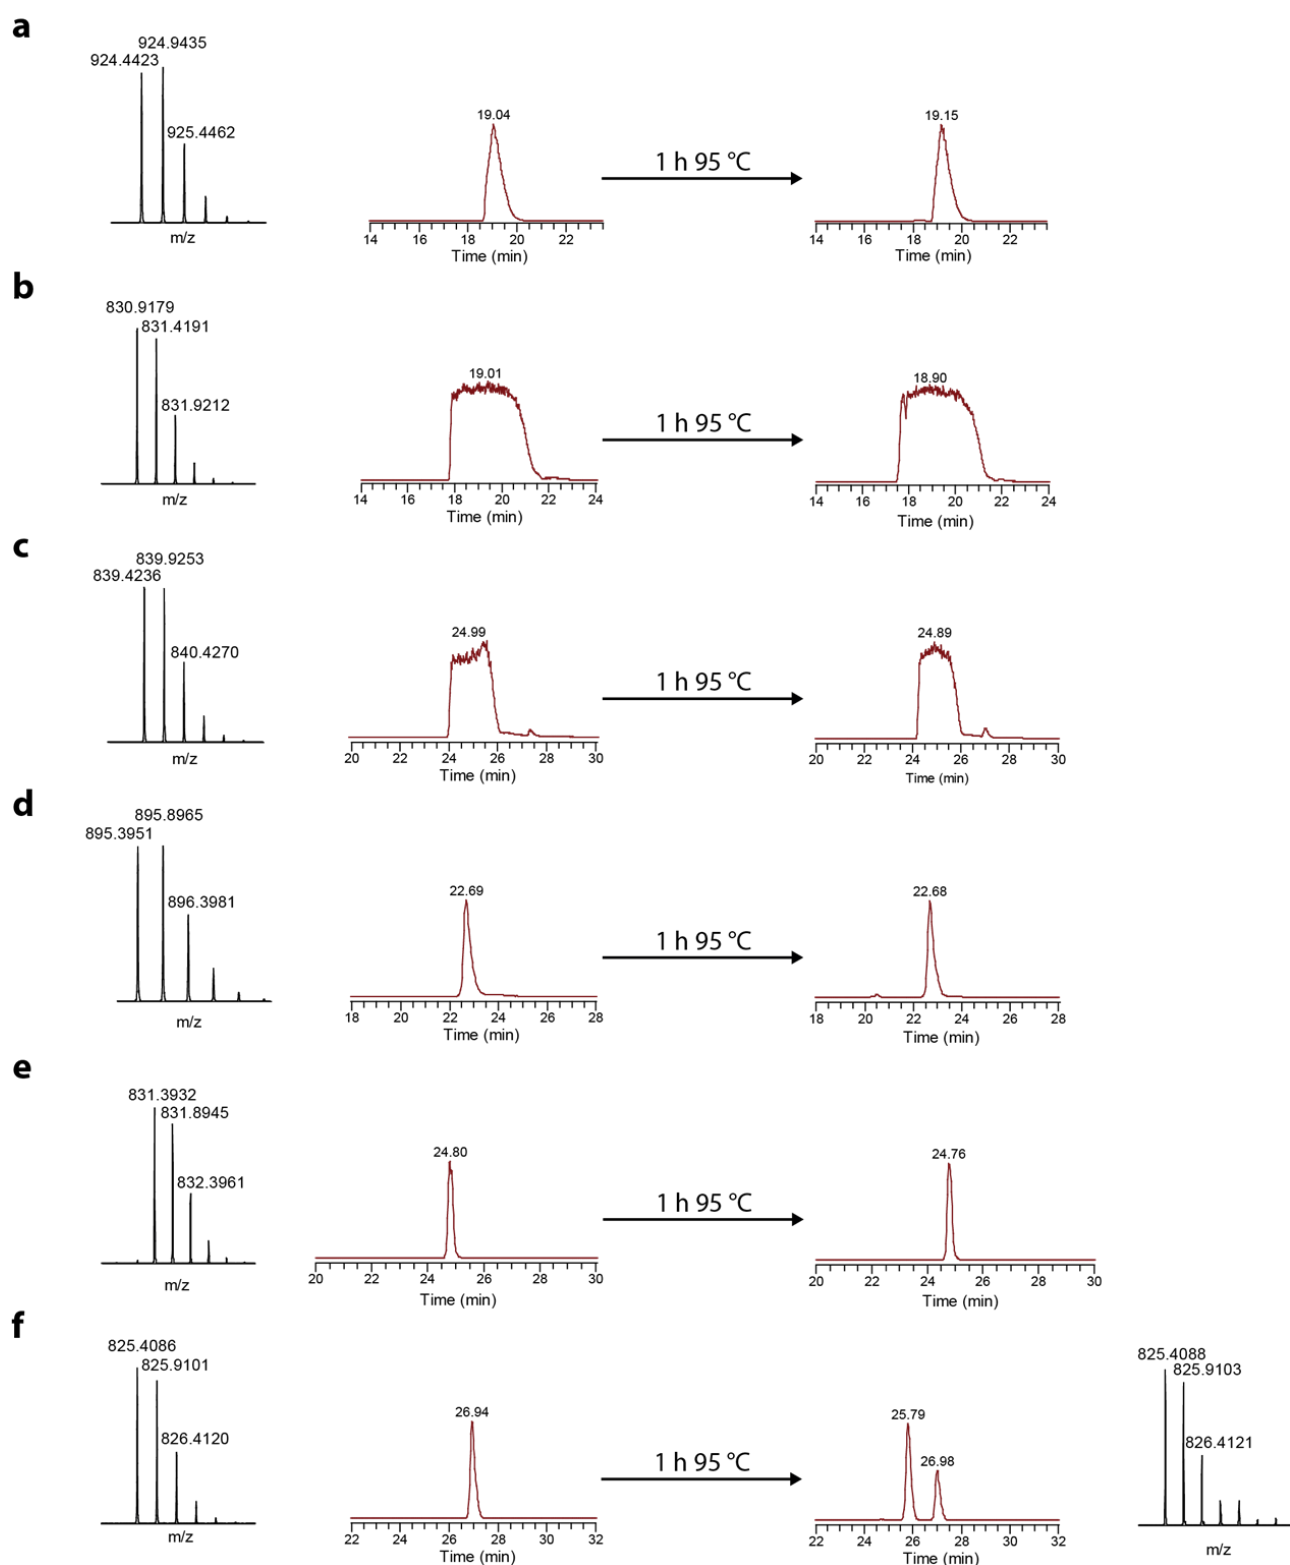 a
924.9435
924.4423
925.4462
m/z
19.04
14 16 18 20 22
Time (min)
1 h 95 °C
19.15
14 16 18 20 22
Time (min)
b
830.9179
831.4191
831.9212
m/z
19.01
14 16 18 20 22 24
Time (min)
1 h 95 °C
18.90
14 16 18 20 22 24
Time (min)
c
839.9253
839.4236
840.4270
m/z
24.99
20 22 24 26 28 30
Time (min)
1 h 95 °C
24.89
20 22 24 26 28 30
Time (min)
d
895.8965
895.3951
896.3981
m/z
22.69
18 20 22 24 26 28
Time (min)
1 h 95 °C
22.68
18 20 22 24 26 28
Time (min)
e
831.3932
831.8945
832.3961
m/z
24.80
20 22 24 26 28 30
Time (min)
1 h 95 °C
24.76
20 22 24 26 28 30
Time (min)
f
825.4086
825.9101
826.4120
m/z
26.94
22 24 26 28 30 32
Time (min)
1 h 95 °C
25.79
26.98
22 24 26 28 30 32
Time (min)
825.4088
825.9103
826.4121
m/z